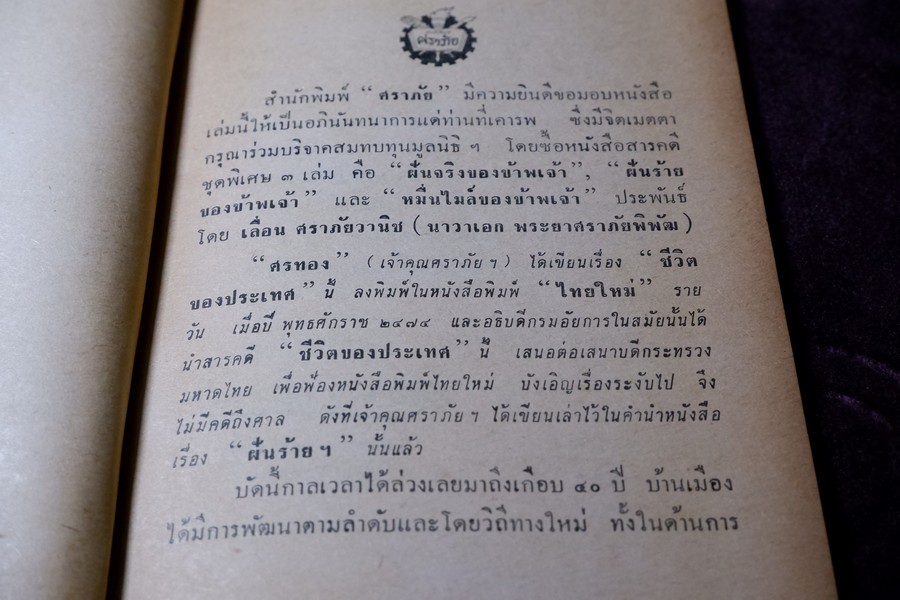 ศราภัย
สำนักพิมพ์ “ศราภัย” มีความยินดีขอมอบหนังสือ
เล่มนี้ให้เป็นอภินันทนาการแด่ท่านที่เคารพ ซึ่งมีจิตเมตตา
กรุณาร่วมบริจาคสมทบทุนมูลนิธิ ฯ โดยซื้อหนังสือสารคดี
ชุดพิเศษ ๓ เล่ม คือ “ฝันจริงของข้าพเจ้า”, “ฝันร้าย
ของข้าพเจ้า” และ “หมื่นไมล์ของข้าพเจ้า” ประพันธ์
โดย เลื่อน ศราภัยวานิช (นาวาเอก พระยาศราภัยพิพัฒ)
“ศรทอง” (เจ้าคุณศราภัย ฯ) ได้เขียนเรื่อง “ชีวิต
ของประเทศ” นี้ ลงพิมพ์ในหนังสือพิมพ์ “ไทยใหม่” ราย
วัน เมื่อปี พุทธศักราช ๒๔๗๔ และอธิบดีกรมอัยการในสมัยนั้นได้
นำสารคดี “ชีวิตของประเทศ” นี้ เสนอต่อเสนาบดีกระทรวง
มหาดไทย เพื่อฟ้องหนังสือพิมพ์ไทยใหม่ บังเอิญเรื่องระงับไป จึง
ไม่มีคดีถึงศาล ดังที่เจ้าคุณศราภัย ฯ ได้เขียนเล่าไว้ในคำนำหนังสือ
เรื่อง “ฝันร้าย ฯ” นั้นแล้ว
บัดนี้กาลเวลาได้ล่วงเลยมาถึงเกือบ ๔๐ ปี บ้านเมือง
ได้มีการพัฒนาตามลำดับและโดยวิถีทางใหม่ ทั้งในด้านการ